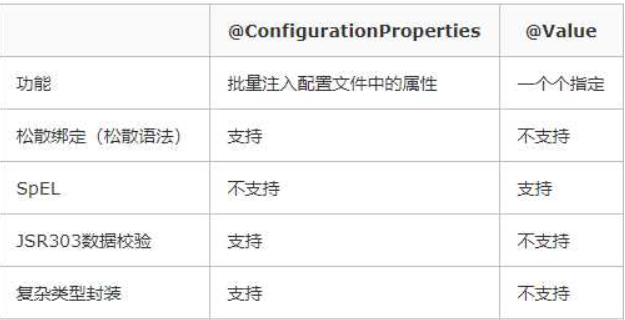 @ConfigurationProperties @Value
功能 批量注入配置文件中的属性 一个个指定
松散绑定（松散语法） 支持 不支持
SpEL 不支持 支持
JSR303数据校验 支持 不支持
复杂类型封装 支持 不支持